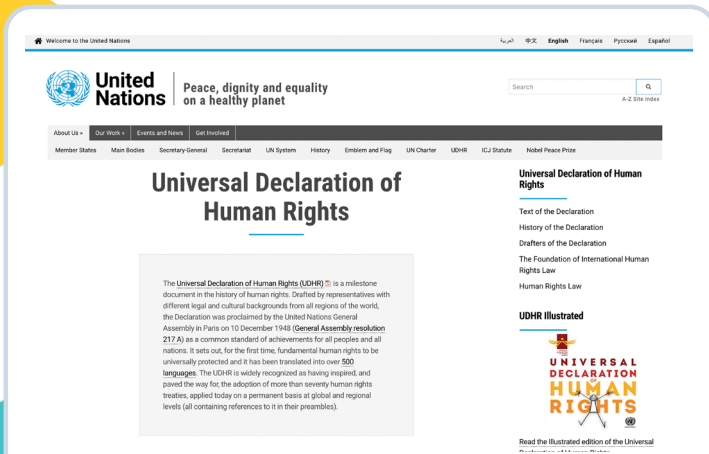 Welcome to the United Nations
العربية 中文 English Français Русский Español
United
Nations
Peace, dignity and equality
on a healthy planet
Search
A-Z Site Index
About Us » Our Work » Events and News Get Involved
Member States Main Bodies Secretary-General Secretariat UN System History Emblem and Flag UN Charter UDHR ICJ Statute Nobel Peace Prize
Universal Declaration of
Human Rights
The Universal Declaration of Human Rights (UDHR) is a milestone
document in the history of human rights. Drafted by representatives with
different legal and cultural backgrounds from all regions of the world,
the Declaration was proclaimed by the United Nations General
Assembly in Paris on 10 December 1948 (General Assembly resolution
217 A) as a common standard of achievements for all peoples and all
nations. It sets out, for the first time, fundamental human rights to be
universally protected and it has been translated into over 500
languages. The UDHR is widely recognized as having inspired, and
paved the way for, the adoption of more than seventy human rights
treaties, applied today on a permanent basis at global and regional
levels (all containing references to it in their preambles).
Universal Declaration of Human
Rights
Text of the Declaration
History of the Declaration
Drafters of the Declaration
The Foundation of International Human
Rights Law
Human Rights Law
UDHR Illustrated
UNIVERSAL
DECLARATION
OF
HUMAN
RIGHTS
Read the Illustrated edition of the Universal
Declaration of Human Rights